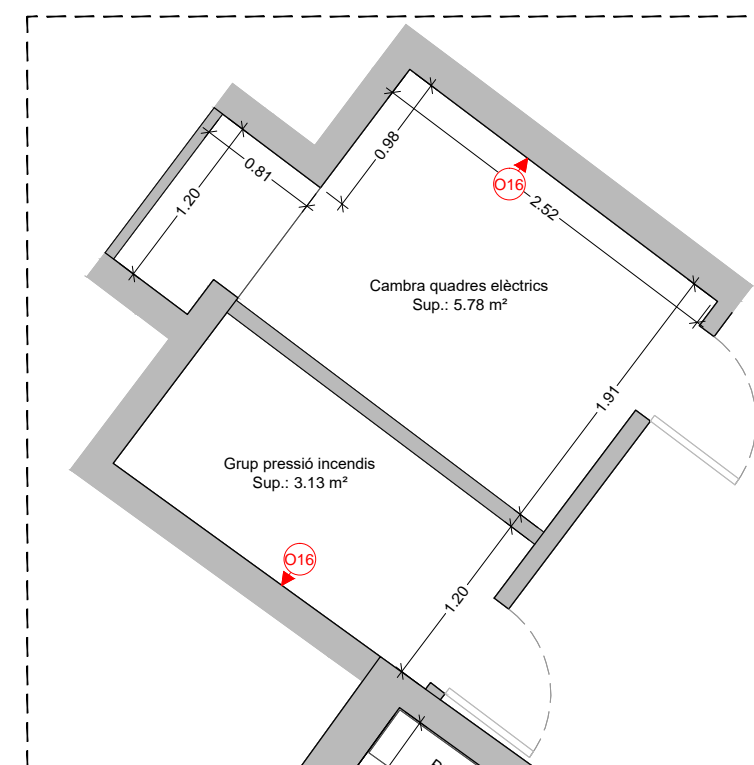 0.98
0.81
1.20
O16
2.52
Cambra quadres elèctrics
Sup.: 5.78 m²
1.91
Grup pressió incendis
Sup.: 3.13 m²
O16
1.20